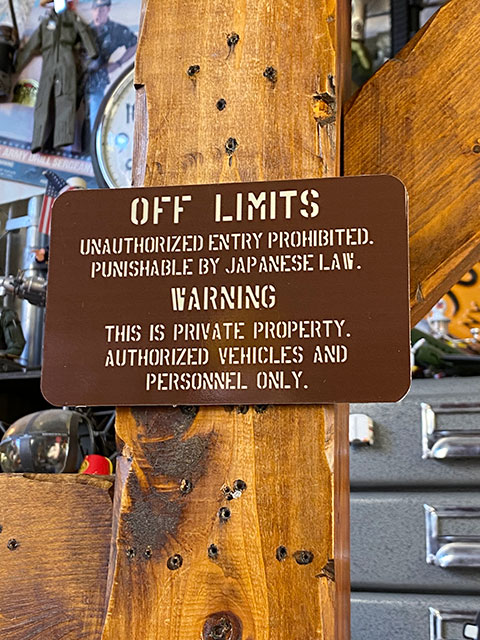 OFF LIMITS
UNAUTHORIZED ENTRY PROHIBITED.
PUNISHABLE BY JAPANESE LAW.
WARNING
THIS IS PRIVATE PROPERTY.
AUTHORIZED VEHICLES AND
PERSONNEL ONLY.